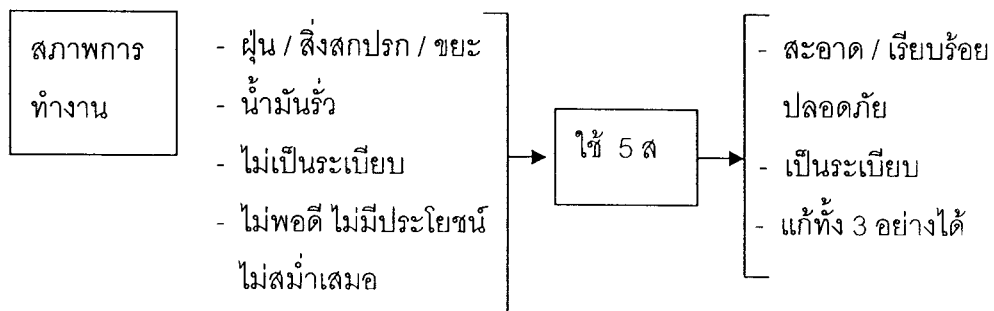 สภาพการ
ทำงาน
- ฝุ่น / สิ่งสกปรก / ขยะ
- น้ำมันรั่ว
- ไม่เป็นระเบียบ
- ไม่พอดี ไม่มีประโยชน์
ไม่สม่ำเสมอ
ใช้ 5 ส
- สะอาด / เรียบร้อย
ปลอดภัย
- เป็นระเบียบ
- แก้ทั้ง 3 อย่างได้